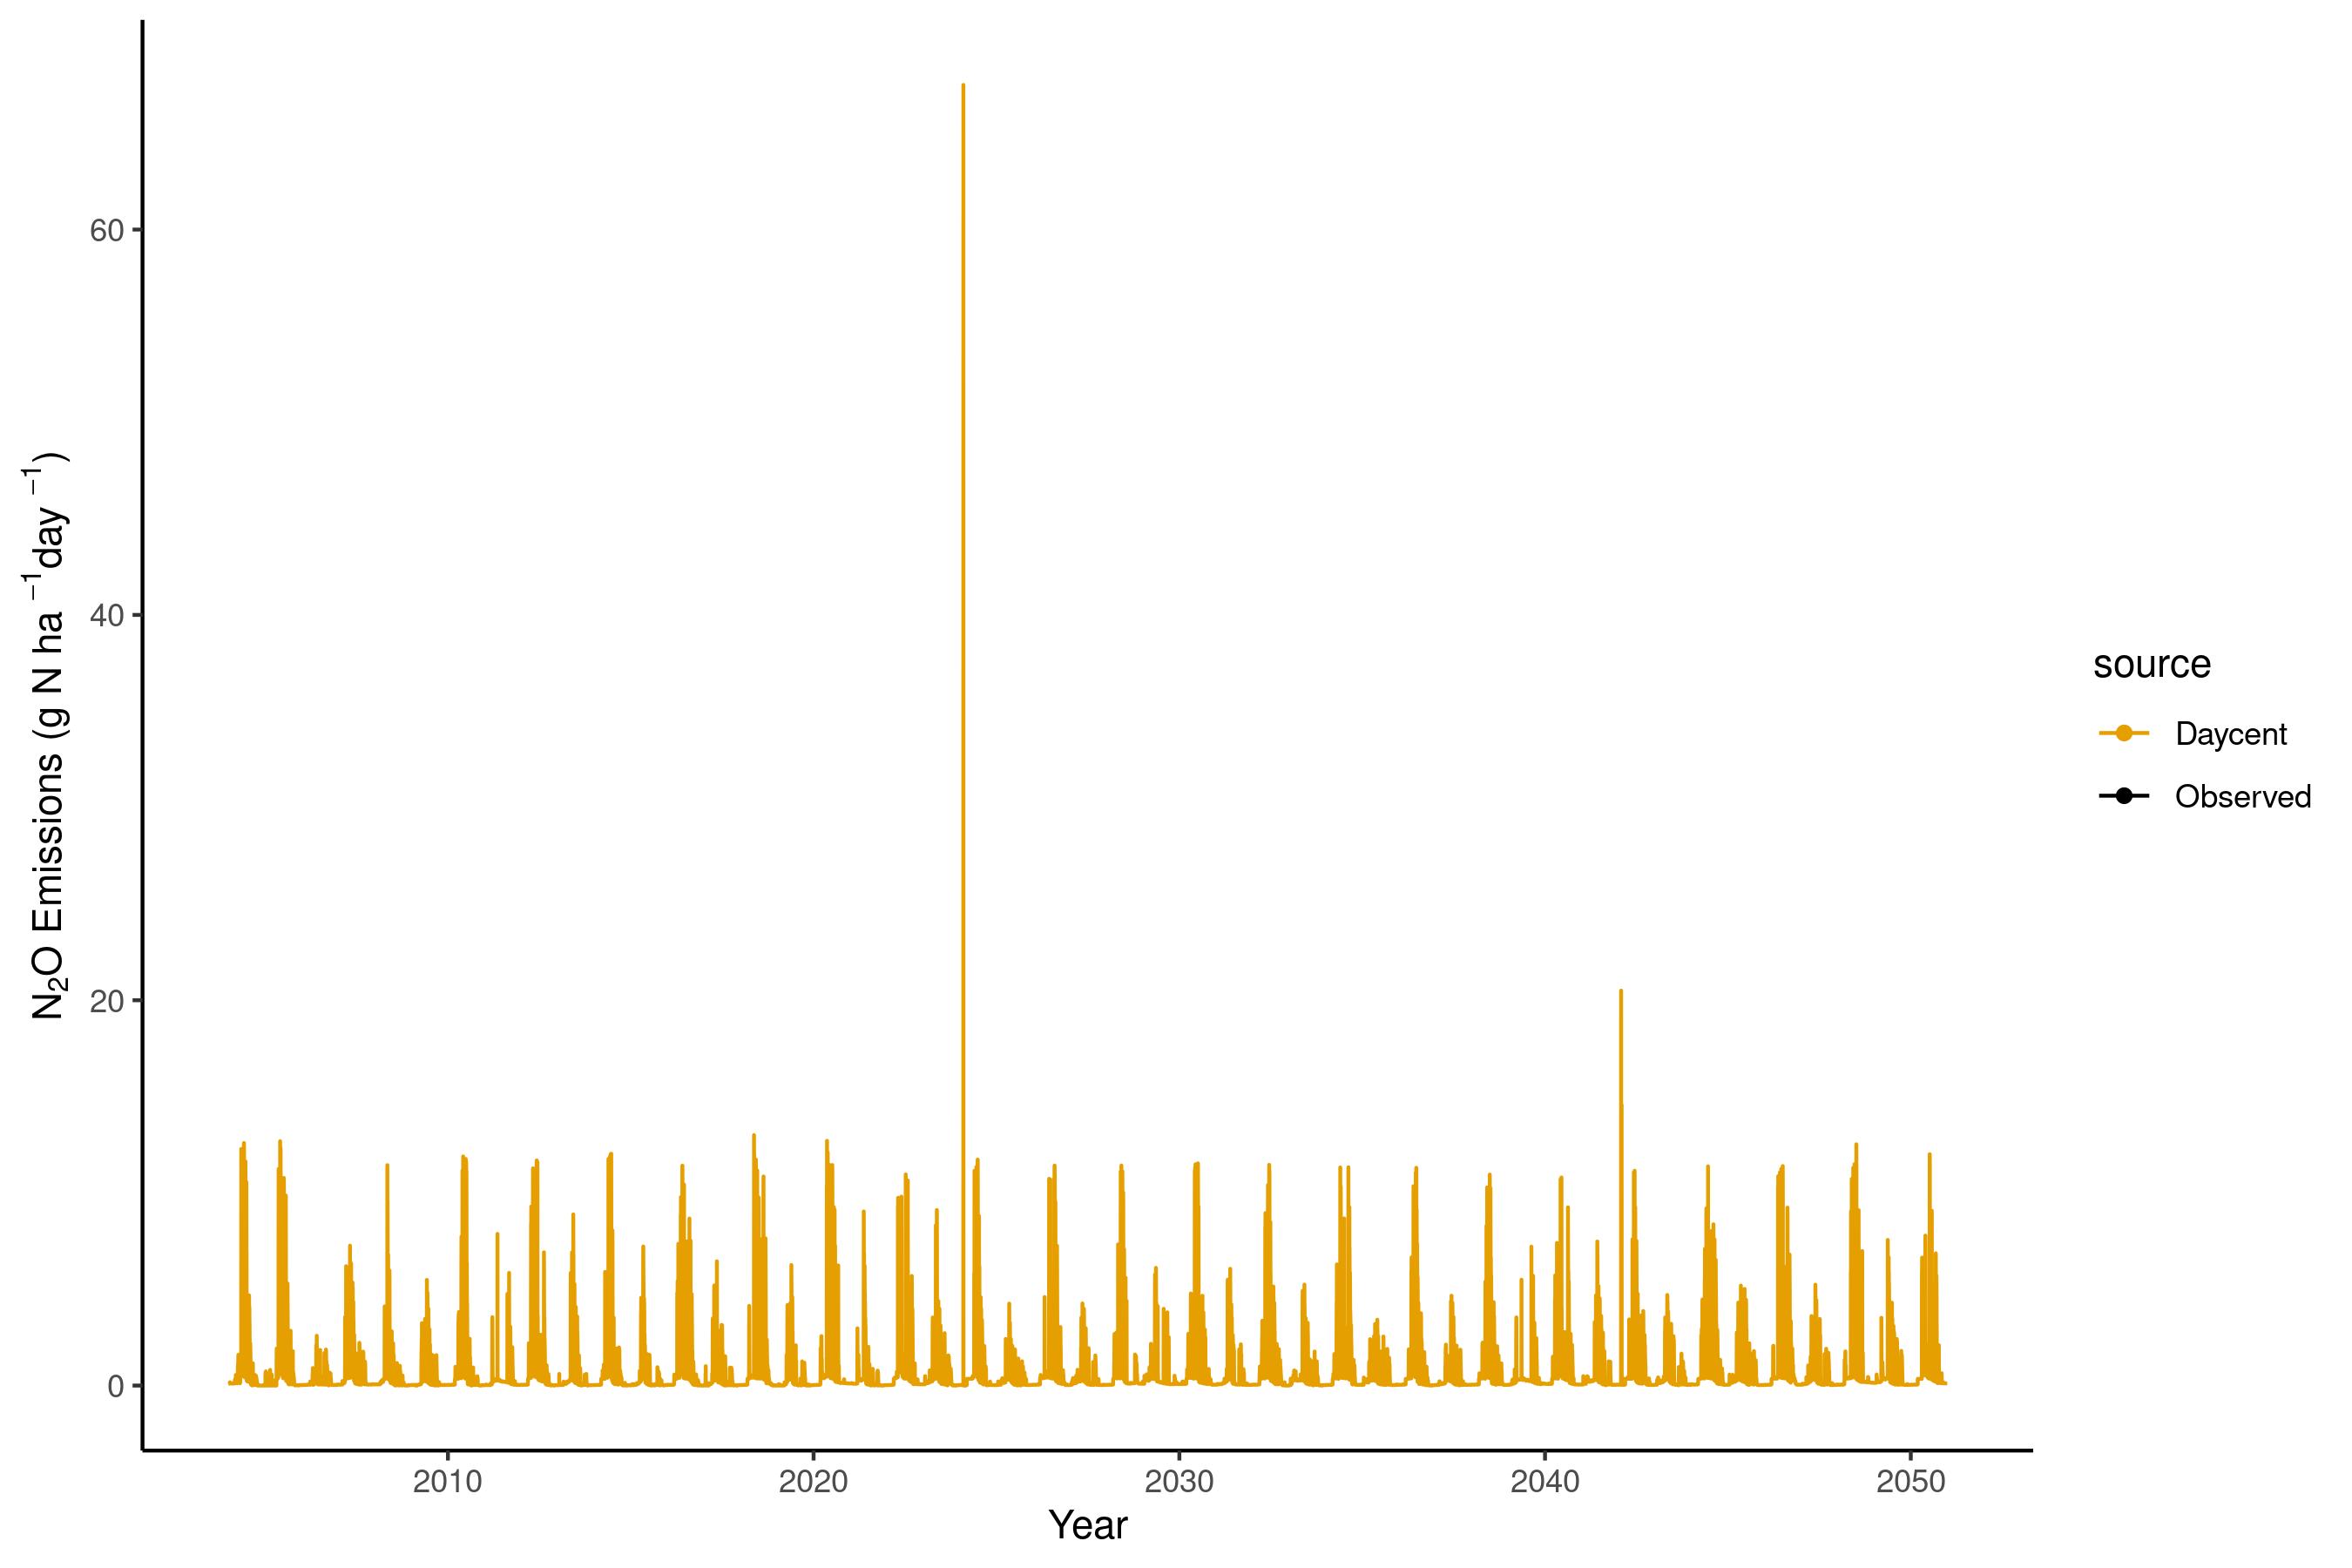 60
40
20
0
N₂O Emissions (g N ha ⁻¹day ⁻¹)
2010 2020 2030 2040 2050
Year
source
Daycent
Observed